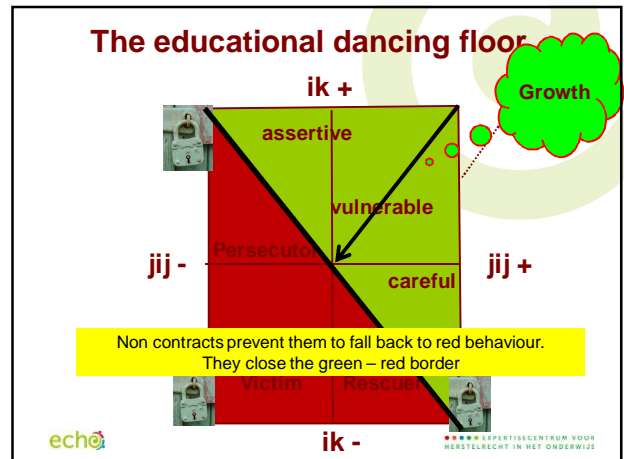 The educational dancing floor
ik +
Growth
assertive
vulnerable
Persecutor
jij -
jij +
careful
Non contracts prevent them to fall back to red behaviour.
They close the green – red border
Victim
Rescuer
echo
ik -
EXPERTISECENTRUM VOOR
HERSTELRECHT IN HET ONDERWIJS